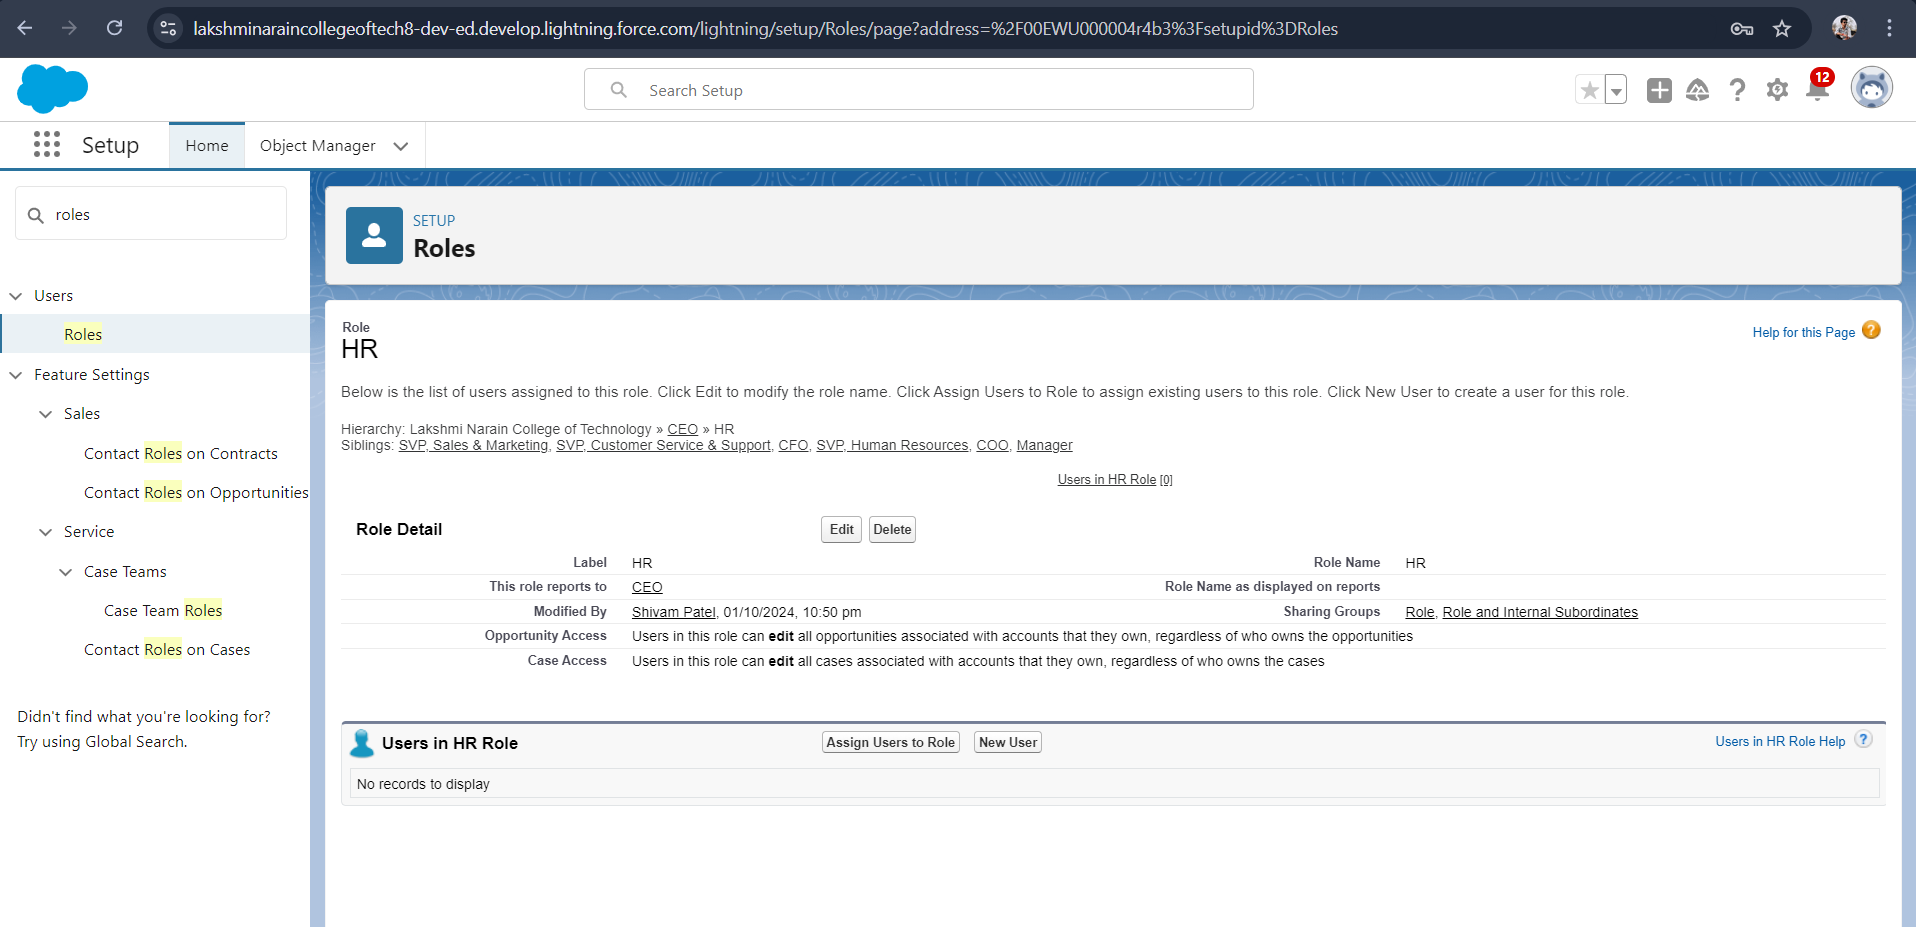 lakshminaraincollegeoftech8-dev-ed.develop.lightning.force.com/lightning/setup/Roles/page?address=%2F00EWU000004r4b3%3Fsetupid%3DRoles
Search Setup
12
Setup
Home
Object Manager
roles
Users
Roles
Feature Settings
Sales
Contact Roles on Contracts
Contact Roles on Opportunities
Service
Case Teams
Case Team Roles
Contact Roles on Cases
Didn't find what you're looking for?
Try using Global Search.
SETUP
Roles
Role
HR
Help for this Page ?
Below is the list of users assigned to this role. Click Edit to modify the role name. Click Assign Users to Role to assign existing users to this role. Click New User to create a user for this role.
Hierarchy: Lakshmi Narain College of Technology » CEO » HR
Siblings: SVP, Sales & Marketing, SVP, Customer Service & Support, CFO, SVP, Human Resources, COO, Manager
Users in HR Role [0]
Role Detail Edit Delete
Label HR Role Name HR
This role reports to CEO Role Name as displayed on reports
Modified By Shivam Patel, 01/10/2024, 10:50 pm Sharing Groups Role, Role and Internal Subordinates
Opportunity Access Users in this role can edit all opportunities associated with accounts that they own, regardless of who owns the opportunities
Case Access Users in this role can edit all cases associated with accounts that they own, regardless of who owns the cases
Users in HR Role Assign Users to Role New User Users in HR Role Help ?
No records to display